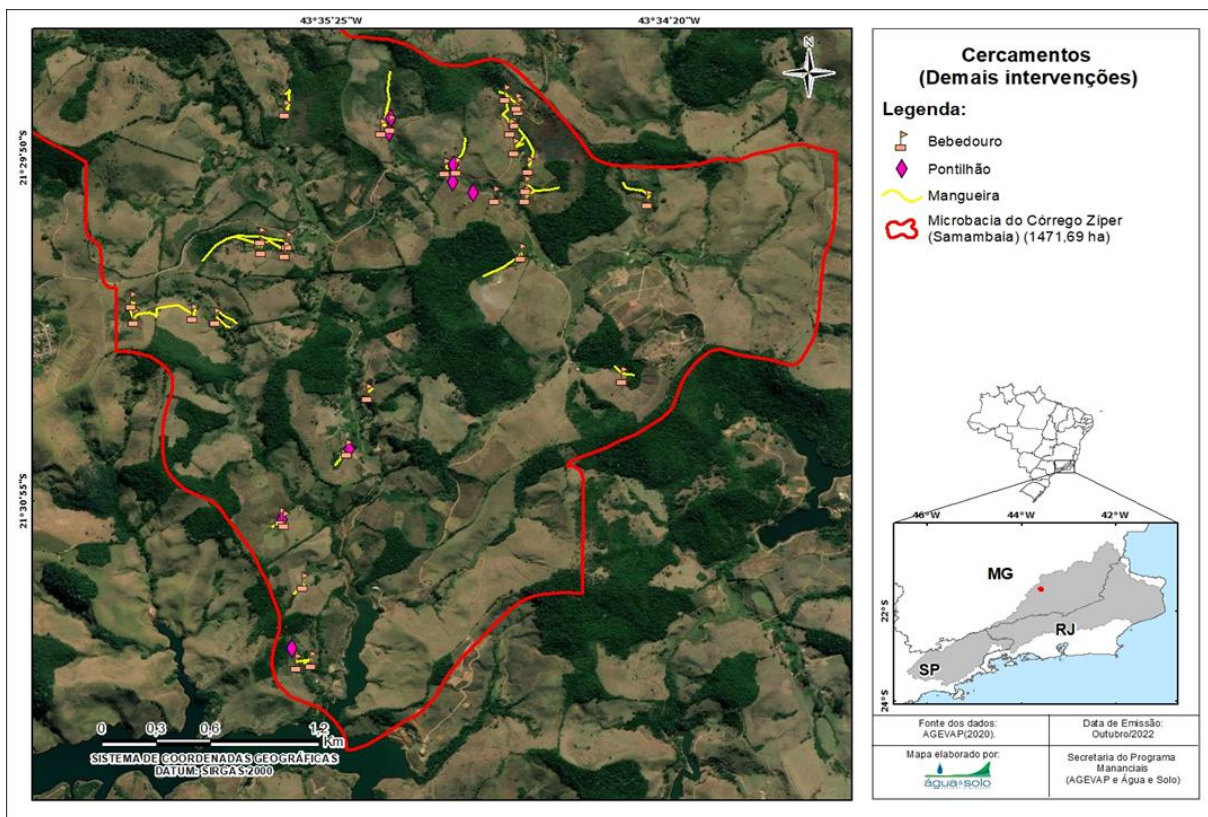 43°35'25"W
43°34'20"W
N
21°29'50"S
21°30'55"S
0 0,3 0,6 1,2
Km
SISTEMA DE COORDENADAS GEOGRÁFICAS
DATUM: SIRGAS 2000
Cercamentos
(Demais intervenções)
Legenda:
Bebedouro
Pontilhão
Mangueira
Microbacia do Córrego Zíper
(Samambaia) (1471,69 ha)
46°W
44°W
42°W
22°S
24°S
MG
RJ
SP
Fonte dos dados:
AGEVAP(2020).
Data de Emissão:
Outubro/2022
Mapa elaborado por:
água&solo
Secretaria do Programa
Mananciais
(AGEVAP e Água e Solo)